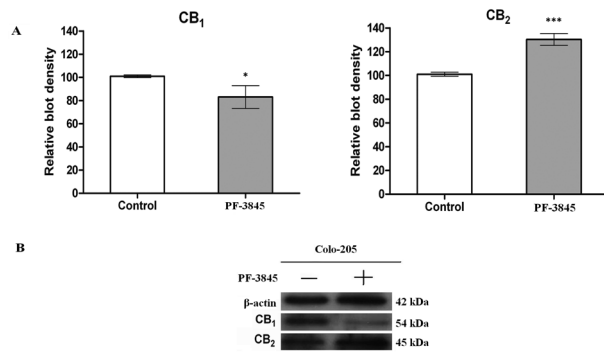 A
CB1
Relative blot density
140
120
100
80
60
40
20
0
*
Control
PF-3845
CB2
Relative blot density
140
120
100
80
60
40
20
0
***
Control
PF-3845
B
Colo-205
PF-3845 — +
β-actin 42 kDa
CB1 54 kDa
CB2 45 kDa